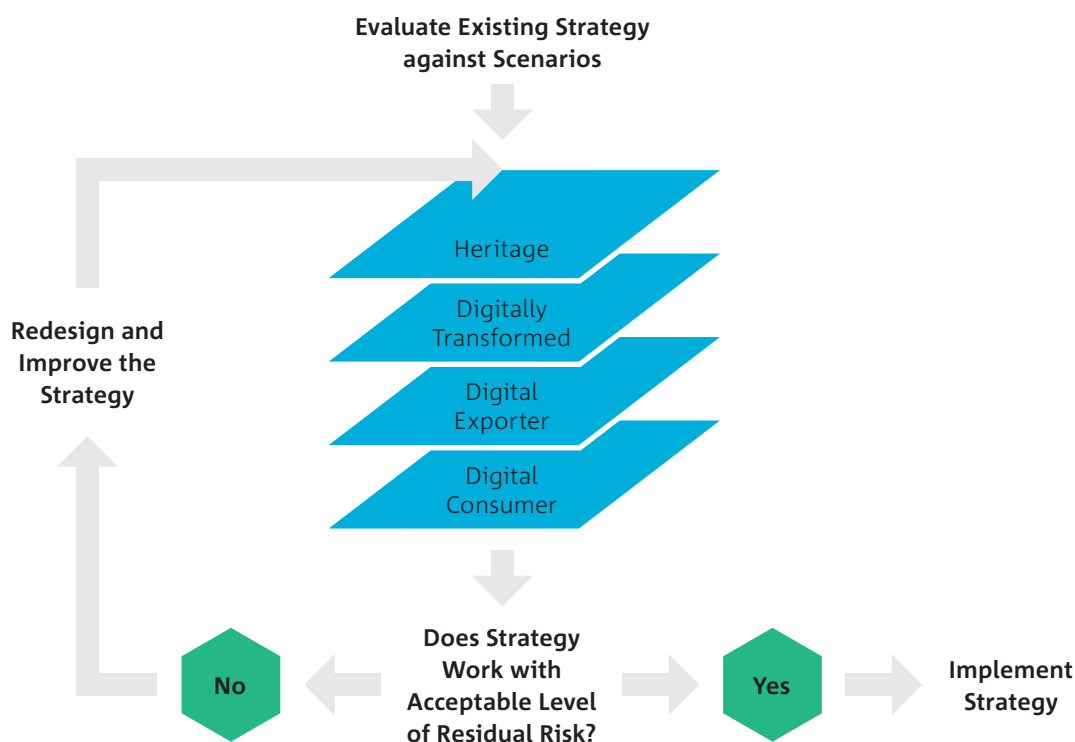 Evaluate Existing Strategy
against Scenarios
Heritage
Digitally
Transformed
Digital
Exporter
Digital
Consumer
Redesign and
Improve the
Strategy
Does Strategy
Work with
Acceptable Level
of Residual Risk?
No
Yes
Implement
Strategy